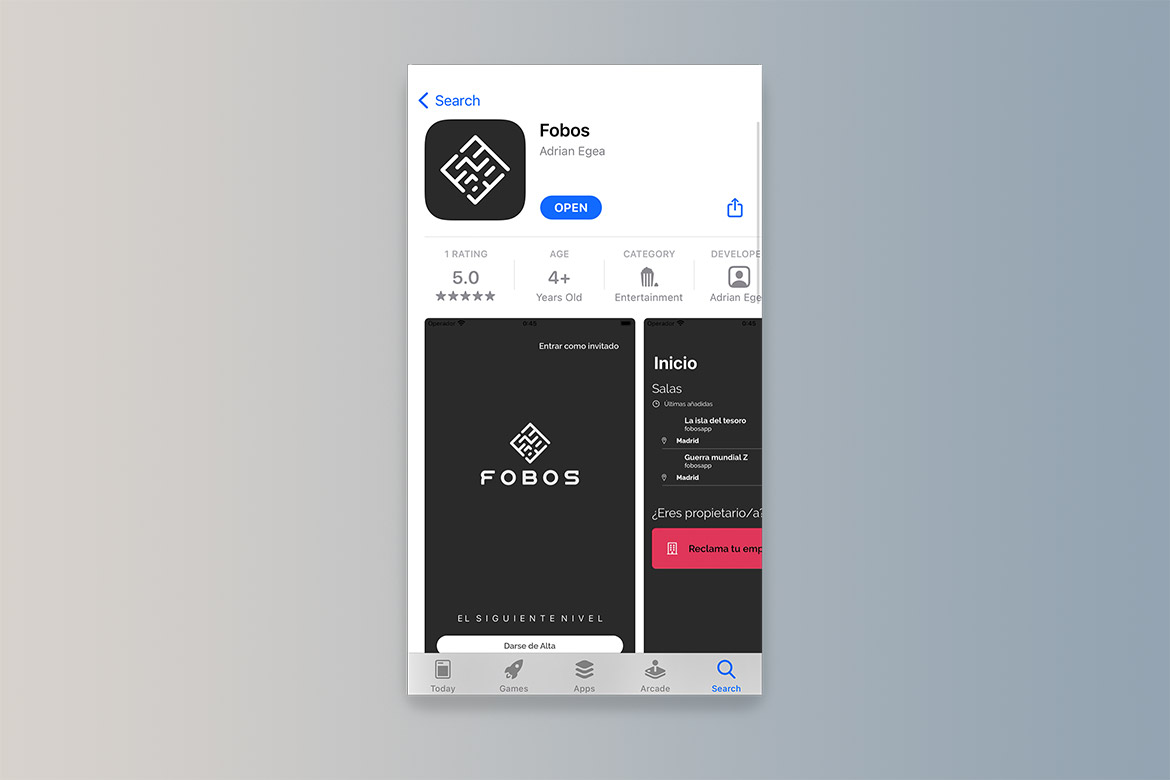 Search
Fobos
Adrian Egea
OPEN
1 RATING
5.0
AGE
4+
Years Old
CATEGORY
Entertainment
DEVELOPE
Adrian Ege
Operador 9:45
Entrar como invitado
FOBOS
EL SIGUIENTE NIVEL
Darse de Alta
Operador 9:45
Inicio
Salas
Últimas añadidas
La isla del tesoro
fobosapp
Madrid
Guerra mundial Z
fobosapp
Madrid
¿Eres propietario/a?
Reclama tu emp
Today
Games
Apps
Arcade
Search